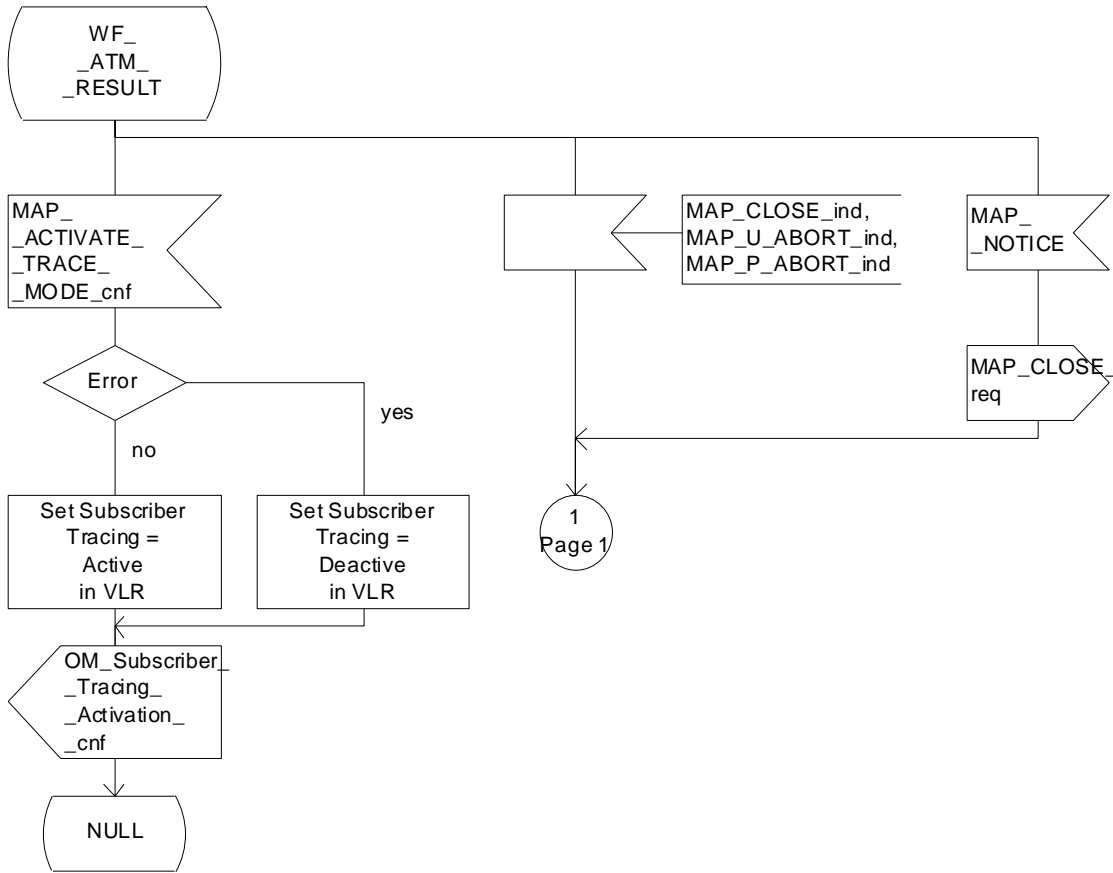 WF_
_ATM_
_RESULT
MAP_
_ACTIVATE_
_TRACE_
_MODE_cnf
MAP_CLOSE_ind,
MAP_U_ABORT_ind,
MAP_P_ABORT_ind
MAP_
_NOTICE
Error
yes
no
MAP_CLOSE_
req
Set Subscriber
Tracing =
Active
in VLR
Set Subscriber
Tracing =
Deactive
in VLR
1
Page 1
OM_Subscriber_
_Tracing_
_Activation_
_cnf
NULL